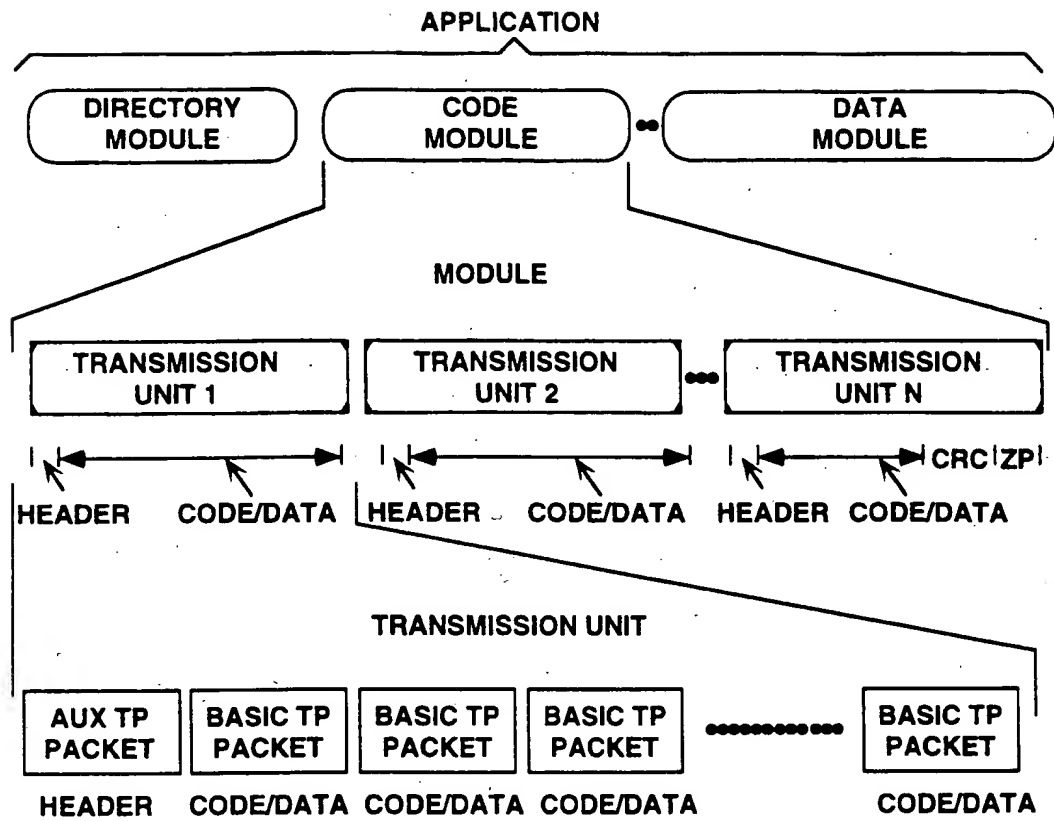 APPLICATION
DIRECTORY MODULE
CODE MODULE
DATA MODULE
MODULE
TRANSMISSION UNIT 1
TRANSMISSION UNIT 2
TRANSMISSION UNIT N
CRC ZP
HEADER CODE/DATA HEADER CODE/DATA HEADER CODE/DATA
TRANSMISSION UNIT
AUX TP PACKET
BASIC TP PACKET
BASIC TP PACKET
BASIC TP PACKET
BASIC TP PACKET
HEADER CODE/DATA CODE/DATA CODE/DATA CODE/DATA